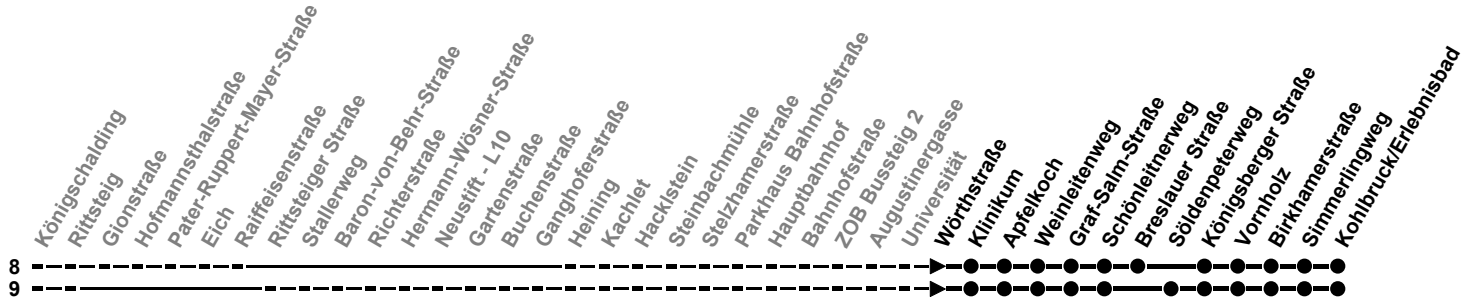 Königschalding
Rittsteig
Gionstraße
Hofmannsthalstraße
Pater-Ruppert-Mayer-Straße
Eich
Raiffeisenstraße
Rittsteiger Straße
Stallerweg
Baron-von-Behr-Straße
Richterstraße
Hermann-Wösner-Straße
Neustift - L10
Gartenstraße
Buchenstraße
Ganghoferstraße
Heining
Kachlet
Hacklstein
Steinbachmühle
Stelzhamerstraße
Parkhaus Bahnhofstraße
Hauptbahnhof
Bahnhofstraße
ZOB Bussteig 2
Augustinergasse
Universität
Wörthstraße
Klinikum
Apfelkoch
Weinleitenweg
Graf-Salm-Straße
Schönleitnerweg
Breslauer Straße
Söldenpeterweg
Königsberger Straße
Vornholz
Birkhamerstraße
Simmerlingweg
Kohlbruck/Erlebnisbad
8
9